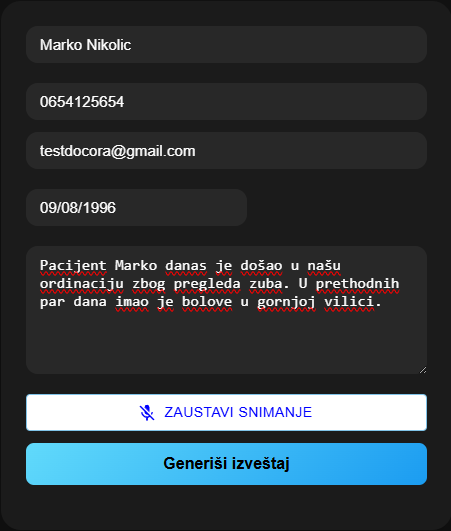 Marko Nikolic
0654125654
testdocora@gmail.com
09/08/1996
Pacijent Marko danas je došao u našu
ordinaciju zbog pregleda zuba. U prethodnih
par dana imao je bolove u gornjoj vilici.
ZAUSTAVI SNIMANJE
Generiši izveštaj